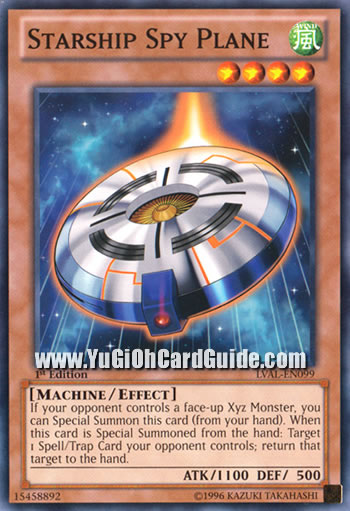 STARSHIP SPY PLANE
WIND
風
www.YuGiOhCardGuide.com
1st Edition
LVAL-EN099
[MACHINE/EFFECT]
If your opponent controls a face-up Xyz Monster, you
can Special Summon this card (from your hand). When
this card is Special Summoned from the hand: Target
1 Spell/Trap Card your opponent controls; return that
target to the hand.
ATK/1100 DEF/ 500
15458892
©1996 KAZUKI TAKAHASHI